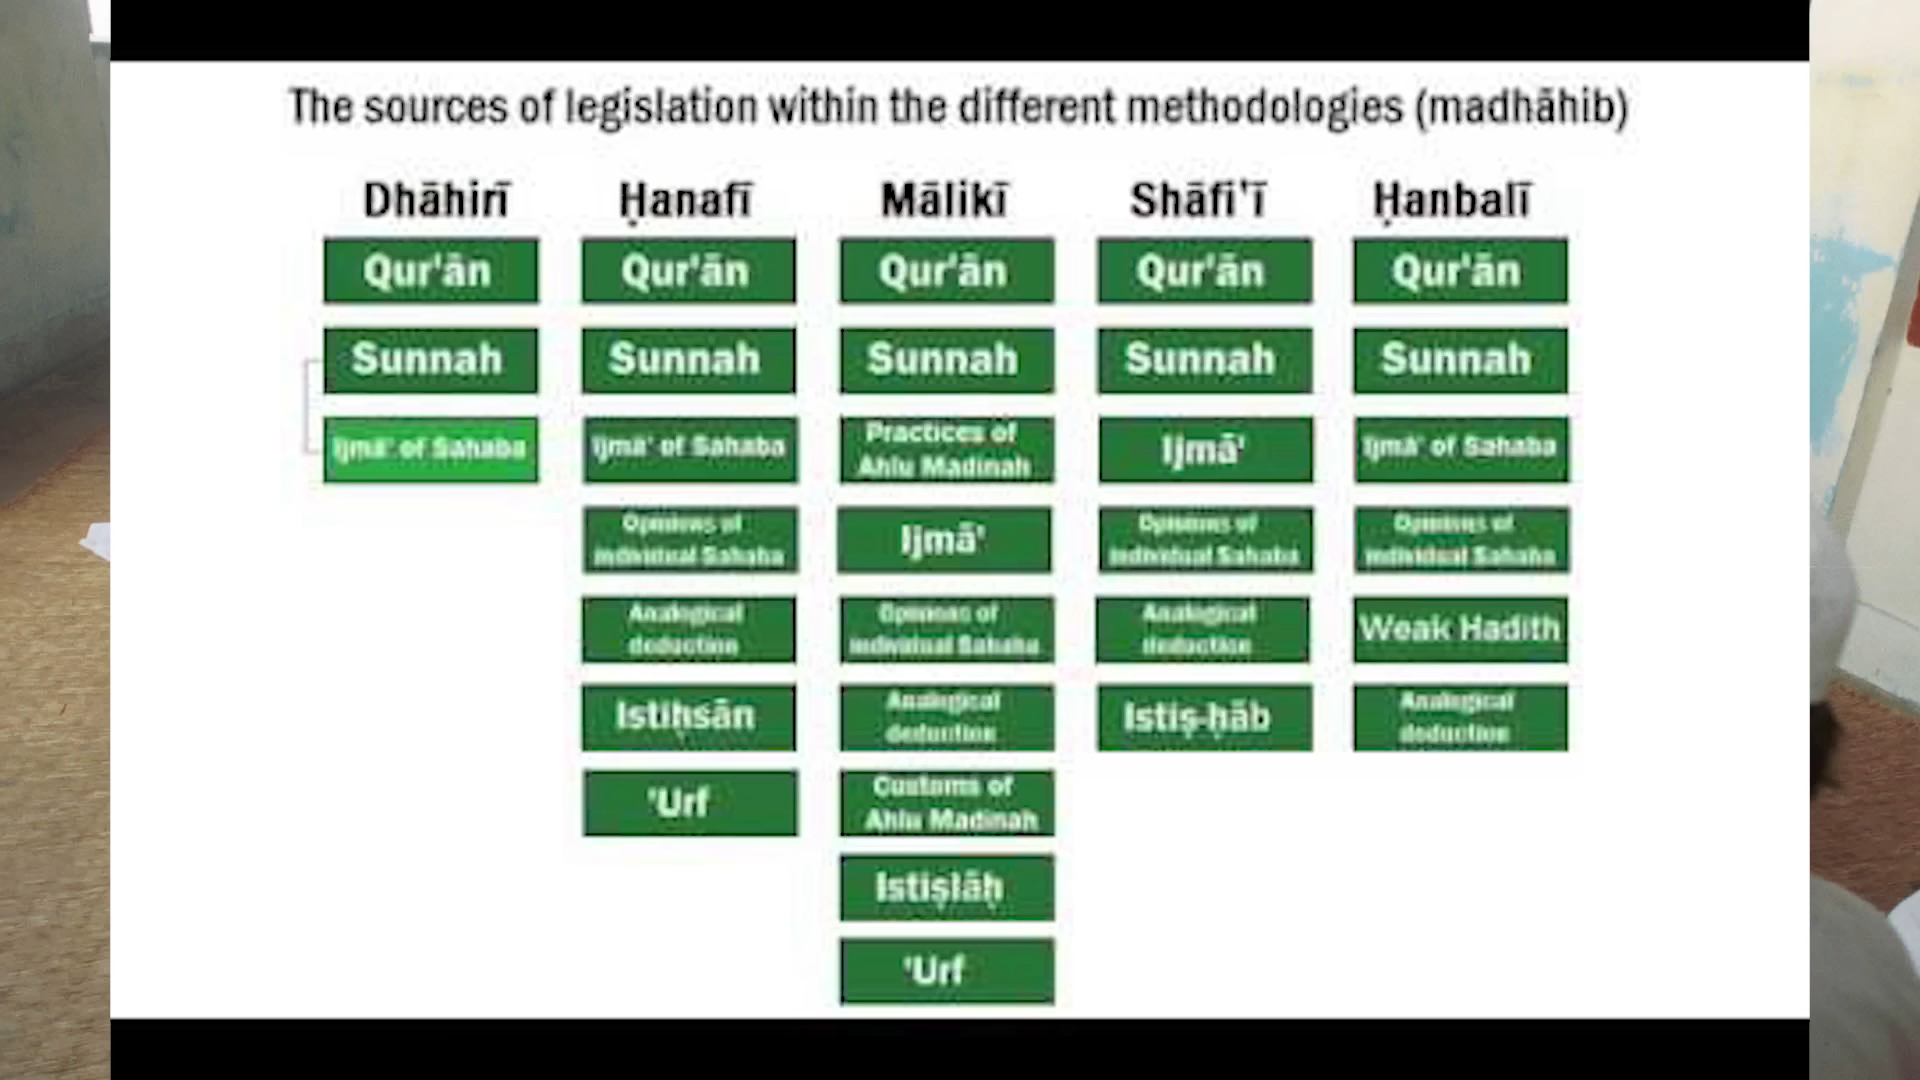 The sources of legislation within the different methodologies (madhāhib)
Dhāhirī
Qur'ān
Sunnah
Ijmā' of Sahaba
Ḥanafī
Qur'ān
Sunnah
Ijmā' of Sahaba
Opinions of
individual Sahaba
Analogical
deduction
Istiḥsān
'Urf
Mālikī
Qur'ān
Sunnah
Practices of
Ahlu Madinah
Ijmā'
Opinions of
individual Sahaba
Analogical
deduction
Customs of
Ahlu Madinah
Istiṣlāḥ
'Urf
Shāfi'ī
Qur'ān
Sunnah
Ijmā'
Opinions of
individual Sahaba
Analogical
deduction
Istiṣ-ḥāb
Ḥanbalī
Qur'ān
Sunnah
Ijmā' of Sahaba
Opinions of
individual Sahaba
Weak Hadith
Analogical
deduction